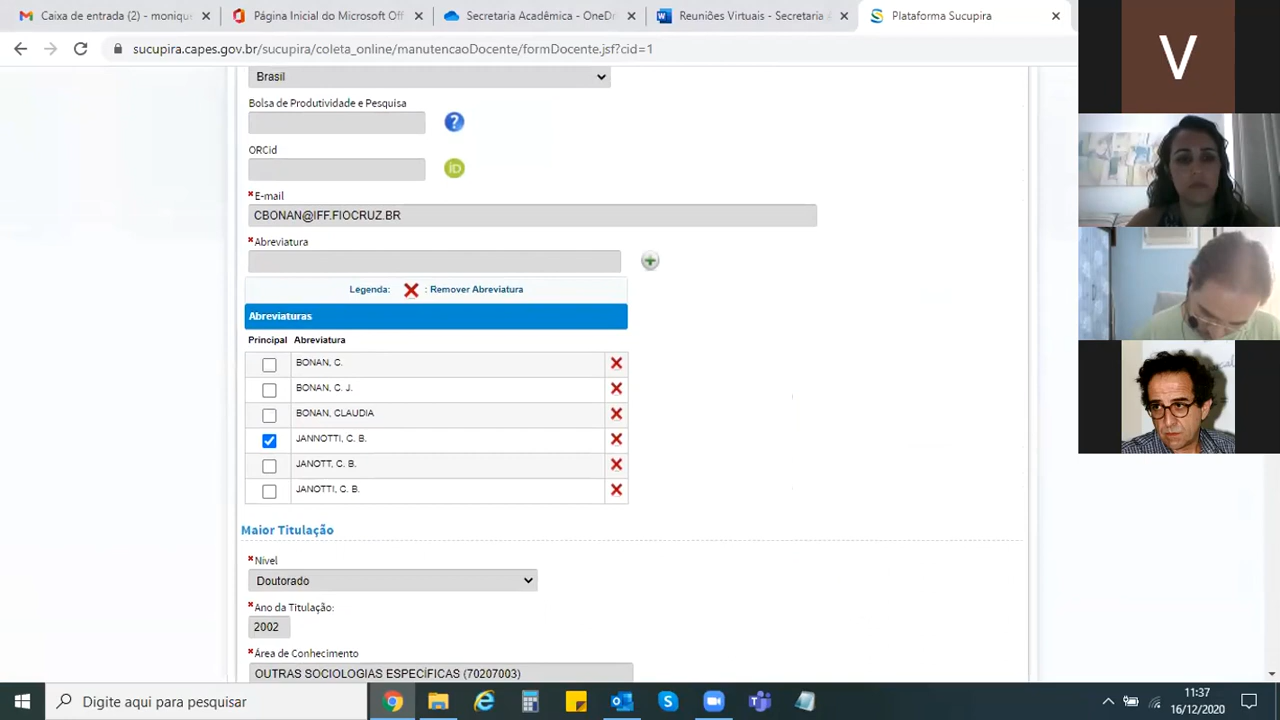 Caixa de entrada (2) - moniqu
Página Inicial do Microsoft O
Secretaria Acadêmica - OneDr
Reuniões Virtuais - Secretaria A
Plataforma Sucupira
sucupira.capes.gov.br/sucupira/coleta_online/manutencaoDocente/formDocente.jsf?cid=1
Brasil
Bolsa de Produtividade e Pesquisa
ORCid
iD
*E-mail
CBONAN@IFF.FIOCRUZ.BR
*Abreviatura
Legenda: : Remover Abreviatura
Abreviaturas
Principal Abreviatura
BONAN, C.
BONAN, C. J.
BONAN, CLAUDIA
JANNOTTI, C. B.
JANOTT, C. B.
JANOTTI, C. B.
Maior Titulação
*Nível
Doutorado
*Ano da Titulação:
2002
*Área de Conhecimento
OUTRAS SOCIOLOGIAS ESPECÍFICAS (70207003)
V
Digite aqui para pesquisar
11:37
16/12/2020